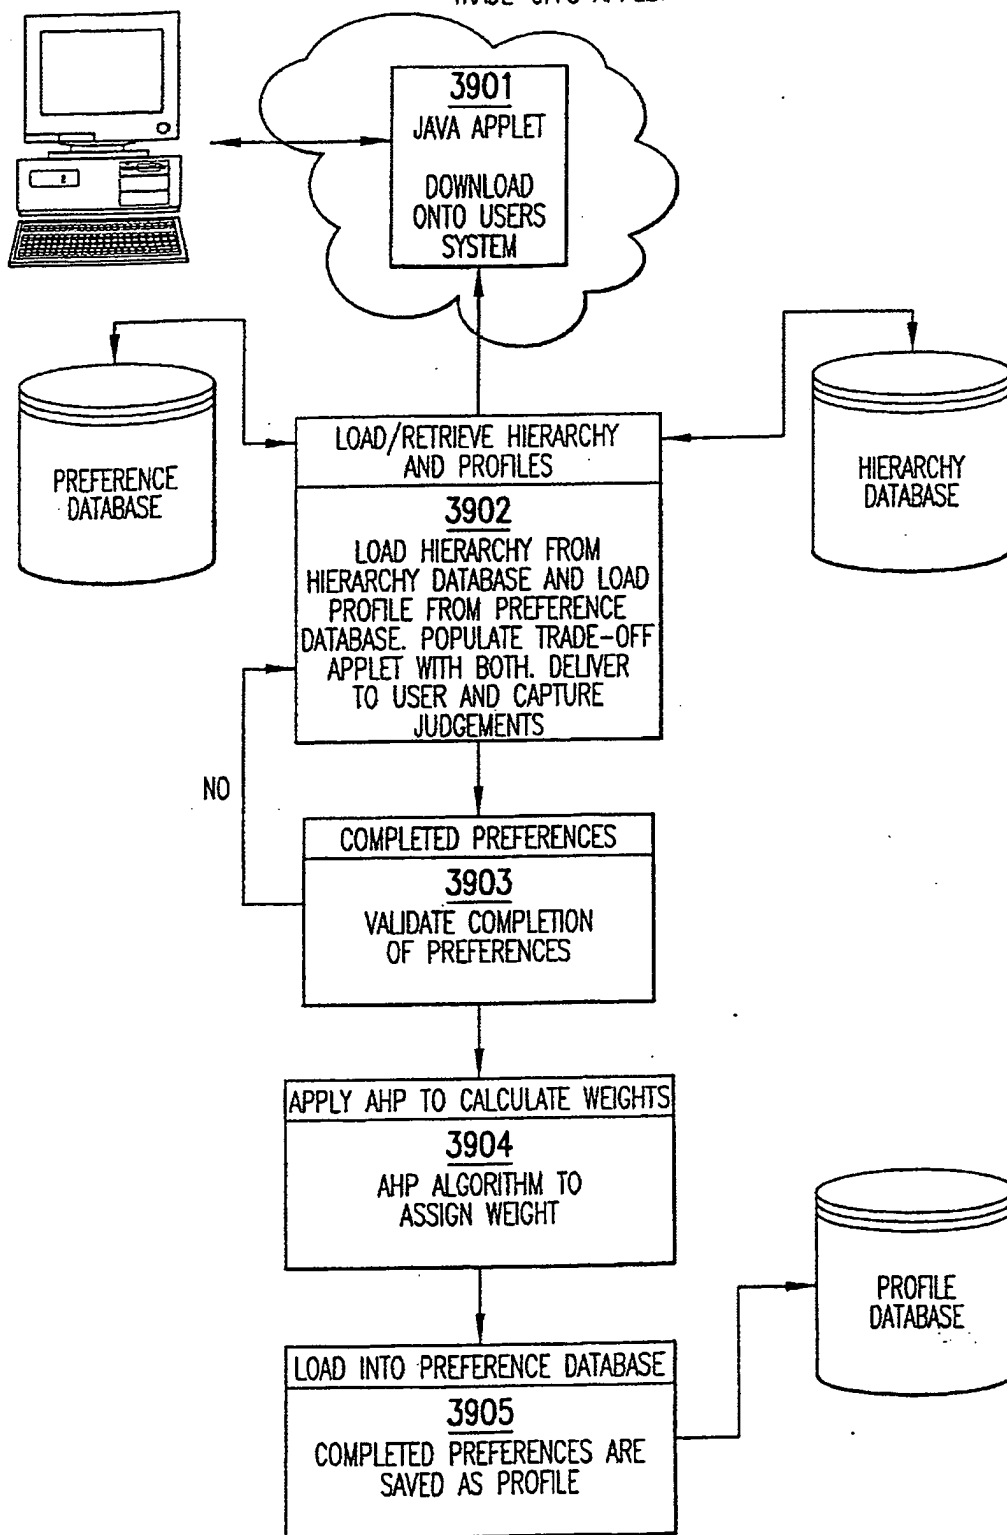 3901
JAVA APPLET
DOWNLOAD
ONTO USERS
SYSTEM
PREFERENCE
DATABASE
LOAD/RETRIEVE HIERARCHY
AND PROFILES
3902
LOAD HIERARCHY FROM
HIERARCHY DATABASE AND LOAD
PROFILE FROM PREFERENCE
DATABASE. POPULATE TRADE-OFF
APPLET WITH BOTH. DELIVER
TO USER AND CAPTURE
JUDGEMENTS
HIERARCHY
DATABASE
NO
COMPLETED PREFERENCES
3903
VALIDATE COMPLETION
OF PREFERENCES
APPLY AHP TO CALCULATE WEIGHTS
3904
AHP ALGORITHM TO
ASSIGN WEIGHT
PROFILE
DATABASE
LOAD INTO PREFERENCE DATABASE
3905
COMPLETED PREFERENCES ARE
SAVED AS PROFILE